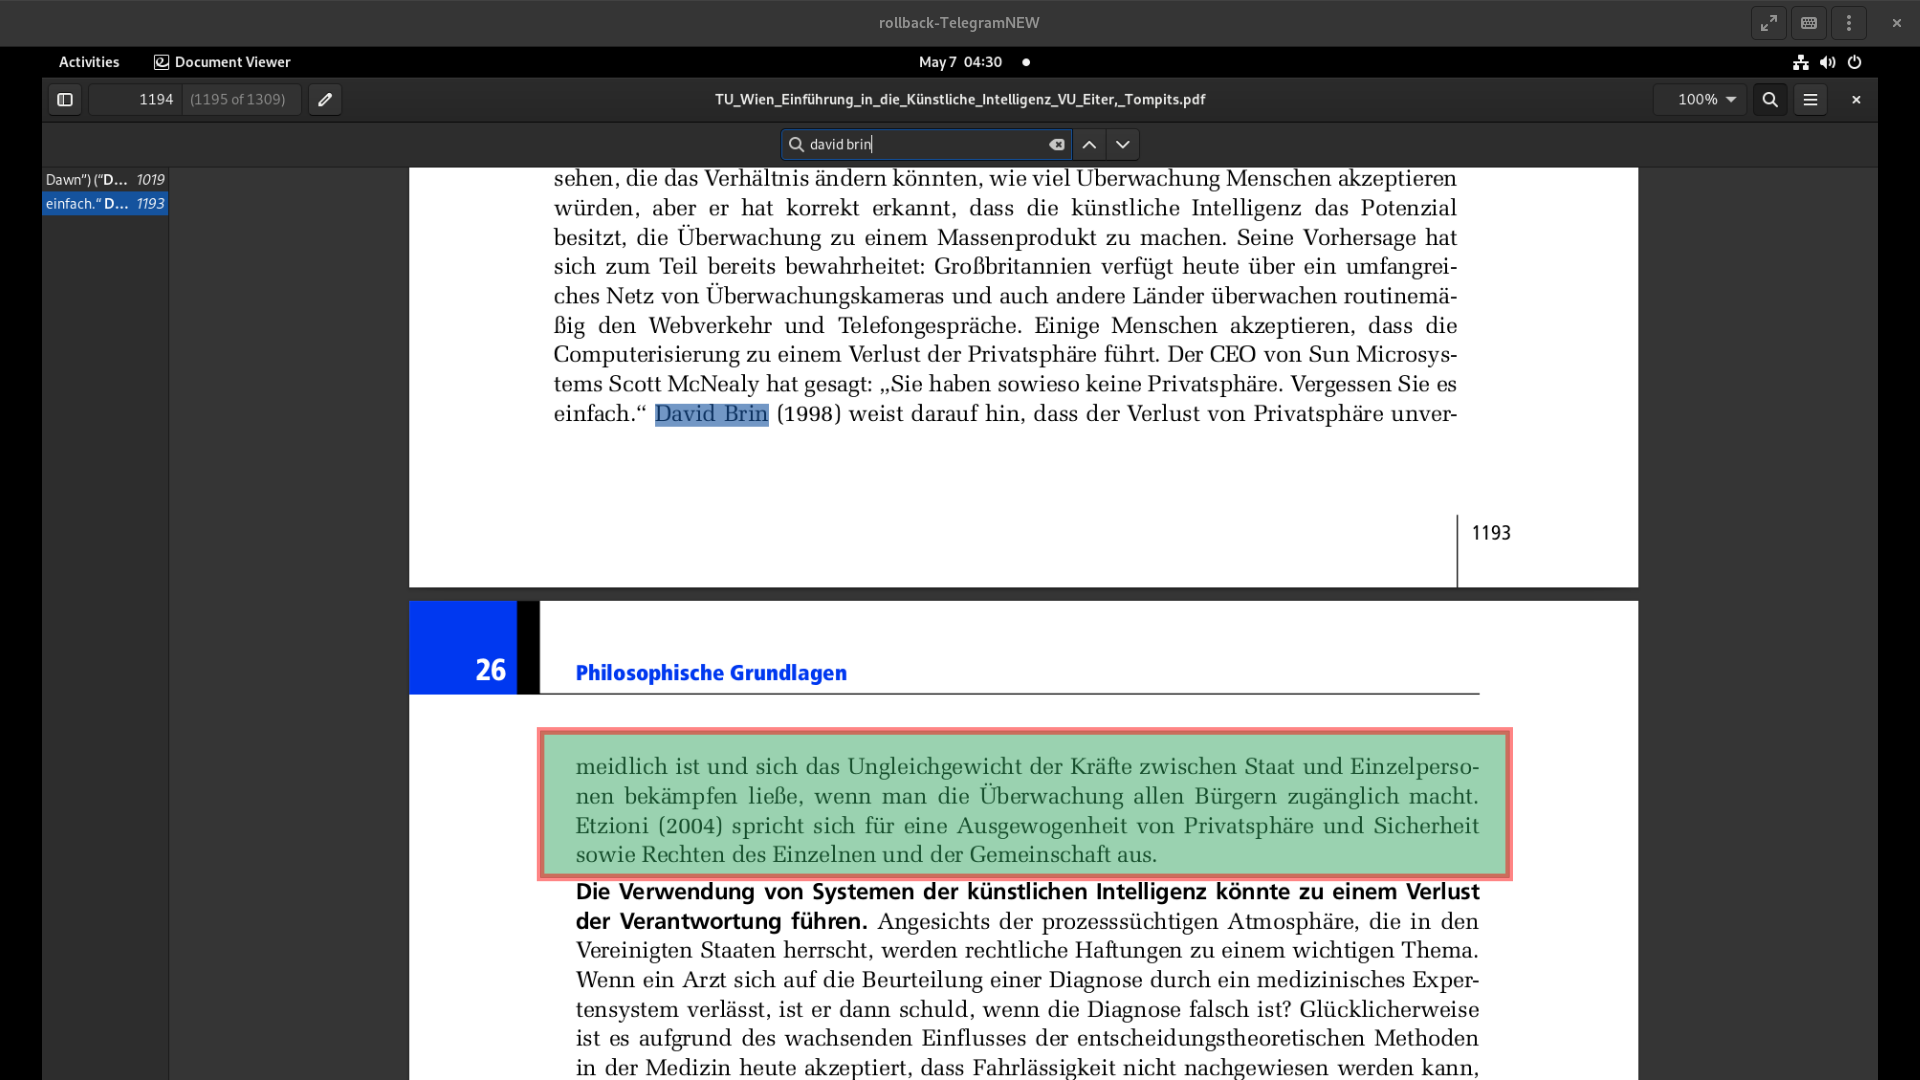 rollback-TelegramNEW
Activities
Document Viewer
May 7 04:30
1194
(1195 of 1309)
TU_Wien_Einführung_in_die_Künstliche_Intelligenz_VU_Eiter,_Tompits.pdf
100%
david brin
Dawn“) (“D... 1019
einfach.“ D... 1193
sehen, die das Verhältnis ändern könnten, wie viel Überwachung Menschen akzeptieren
würden, aber er hat korrekt erkannt, dass die künstliche Intelligenz das Potenzial
besitzt, die Überwachung zu einem Massenprodukt zu machen. Seine Vorhersage hat
sich zum Teil bereits bewahrheitet: Großbritannien verfügt heute über ein umfangrei-
ches Netz von Überwachungskameras und auch andere Länder überwachen routinemä-
ßig den Webverkehr und Telefongespräche. Einige Menschen akzeptieren, dass die
Computerisierung zu einem Verlust der Privatsphäre führt. Der CEO von Sun Microsys-
tems Scott McNealy hat gesagt: „Sie haben sowieso keine Privatsphäre. Vergessen Sie es
einfach.“ David Brin (1998) weist darauf hin, dass der Verlust von Privatsphäre unver-
1193
26
Philosophische Grundlagen
meidlich ist und sich das Ungleichgewicht der Kräfte zwischen Staat und Einzelperso-
nen bekämpfen ließe, wenn man die Überwachung allen Bürgern zugänglich macht.
Etzioni (2004) spricht sich für eine Ausgewogenheit von Privatsphäre und Sicherheit
sowie Rechten des Einzelnen und der Gemeinschaft aus.
Die Verwendung von Systemen der künstlichen Intelligenz könnte zu einem Verlust
der Verantwortung führen. Angesichts der prozesssüchtigen Atmosphäre, die in den
Vereinigten Staaten herrscht, werden rechtliche Haftungen zu einem wichtigen Thema.
Wenn ein Arzt sich auf die Beurteilung einer Diagnose durch ein medizinisches Exper-
tensystem verlässt, ist er dann schuld, wenn die Diagnose falsch ist? Glücklicherweise
ist es aufgrund des wachsenden Einflusses der entscheidungstheoretischen Methoden
in der Medizin heute akzeptiert, dass Fahrlässigkeit nicht nachgewiesen werden kann,